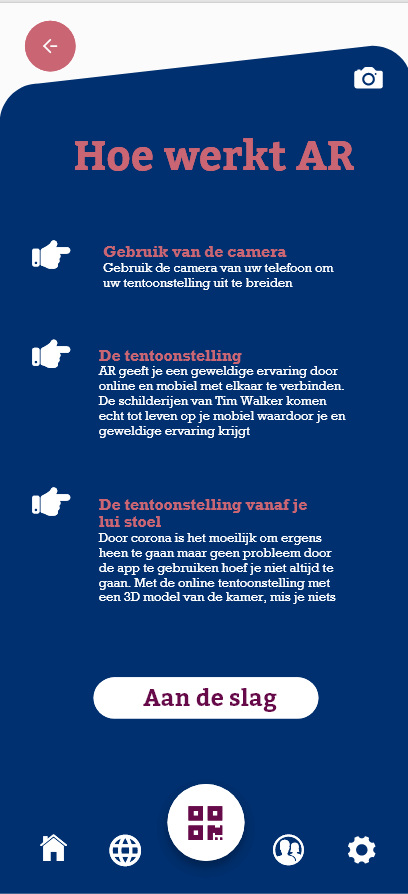 Hoe werkt AR
Gebruik van de camera
Gebruik de camera van uw telefoon om
uw tentoonstelling uit te breiden
De tentoonstelling
AR geeft je een geweldige ervaring door
online en mobiel met elkaar te verbinden.
De schilderijen van Tim Walker komen
echt tot leven op je mobiel waardoor je en
geweldige ervaring krijgt
De tentoonstelling vanaf je
lui stoel
Door corona is het moeilijk om ergens
heen te gaan maar geen probleem door
de app te gebruiken hoef je niet altijd te
gaan. Met de online tentoonstelling met
een 3D model van de kamer, mis je niets
Aan de slag